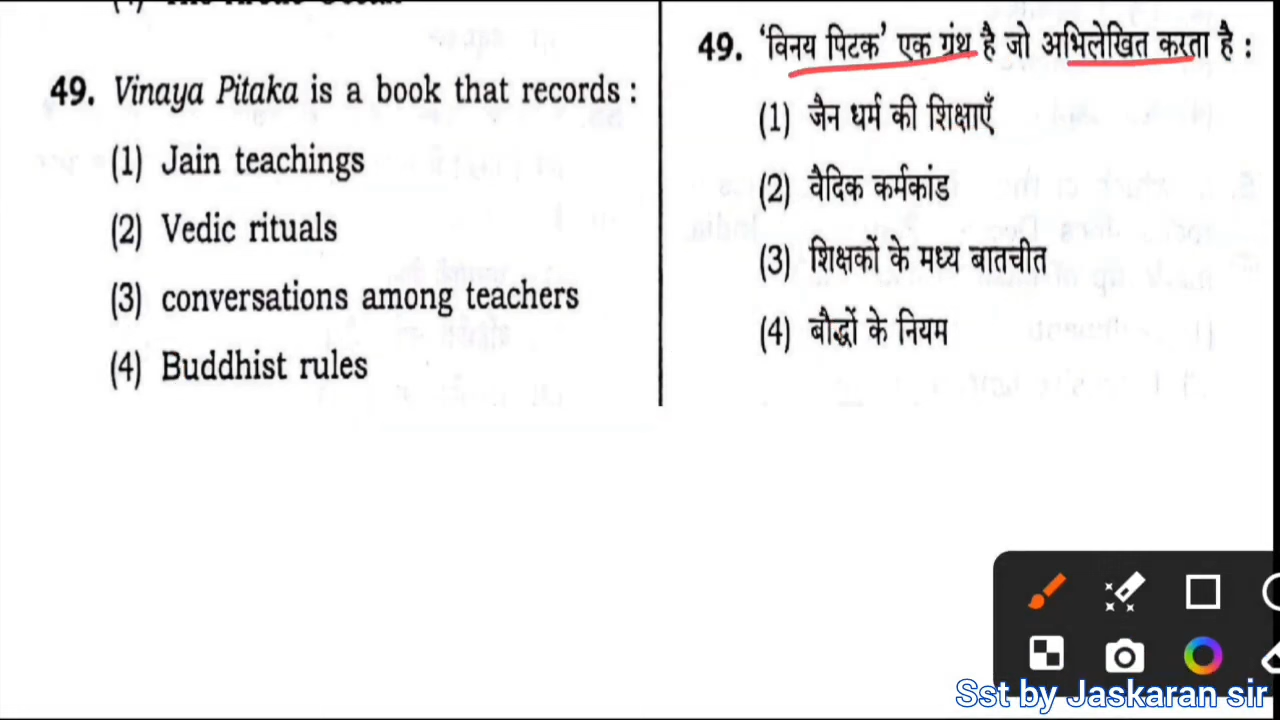 49. Vinaya Pitaka is a book that records :
(1) Jain teachings
(2) Vedic rituals
(3) conversations among teachers
(4) Buddhist rules
49. ‘विनय पिटक’ एक ग्रंथ है जो अभिलेखित करता है :
(1) जैन धर्म की शिक्षाएँ
(2) वैदिक कर्मकांड
(3) शिक्षकों के मध्य बातचीत
(4) बौद्धों के नियम
Sst by Jaskaran sir